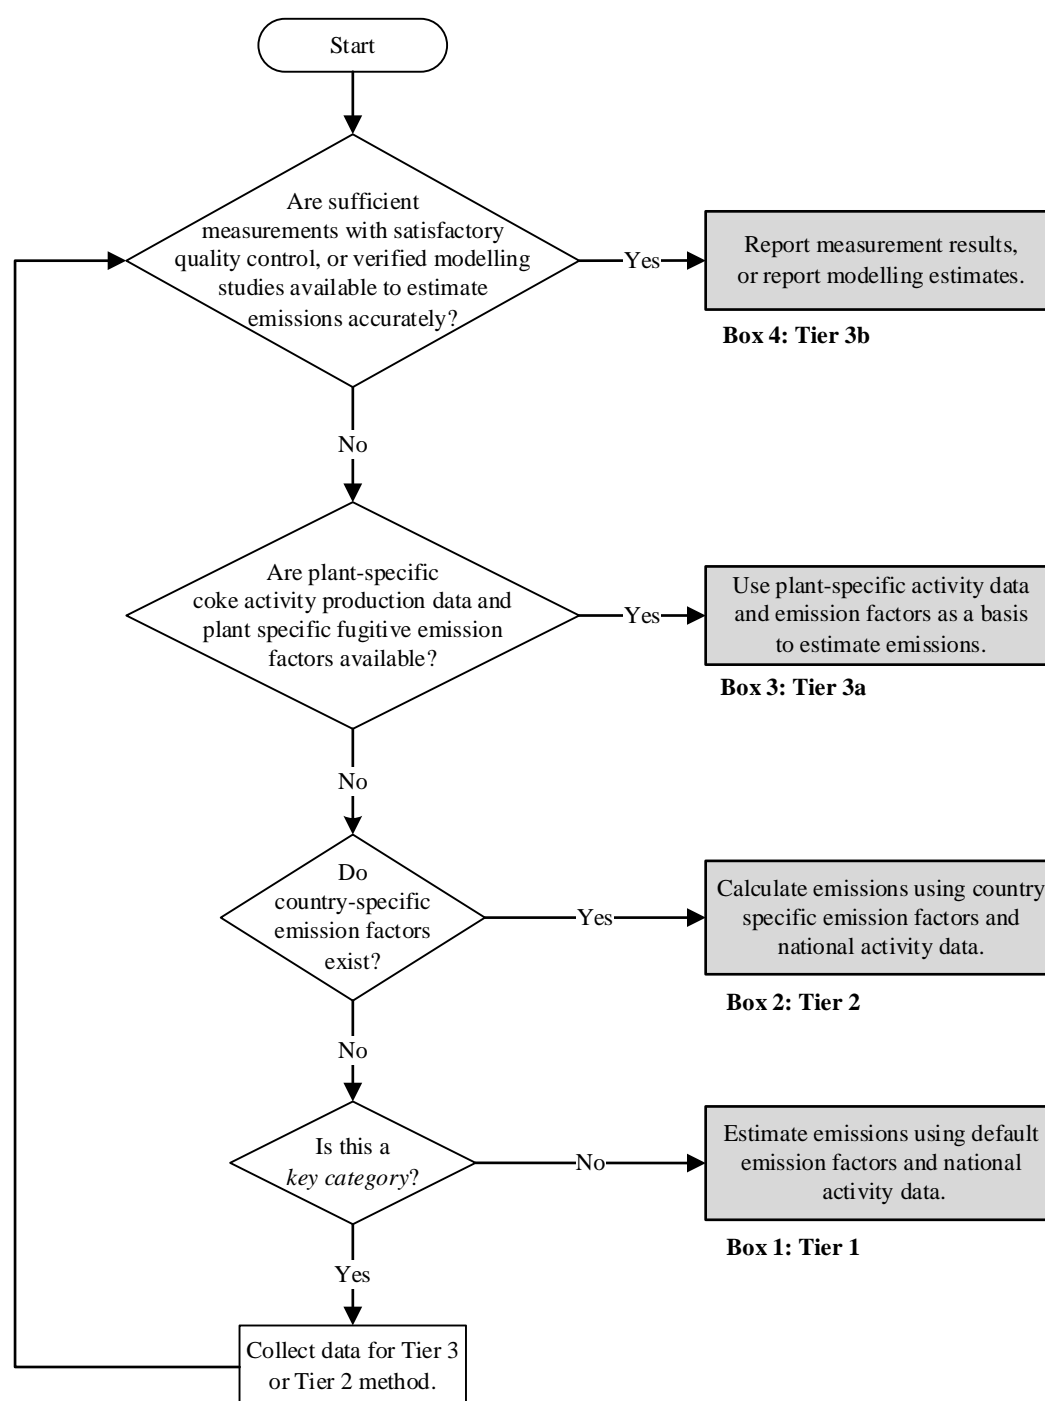 Start
Are sufficient
measurements with satisfactory
quality control, or verified modelling
studies available to estimate
emissions accurately?
Yes
Report measurement results,
or report modelling estimates.
Box 4: Tier 3b
No
Are plant-specific
coke activity production data and
plant specific fugitive emission
factors available?
Yes
Use plant-specific activity data
and emission factors as a basis
to estimate emissions.
Box 3: Tier 3a
No
Do
country-specific
emission factors
exist?
Yes
Calculate emissions using country
specific emission factors and
national activity data.
Box 2: Tier 2
No
Is this a
key category?
No
Estimate emissions using default
emission factors and national
activity data.
Box 1: Tier 1
Yes
Collect data for Tier 3
or Tier 2 method.